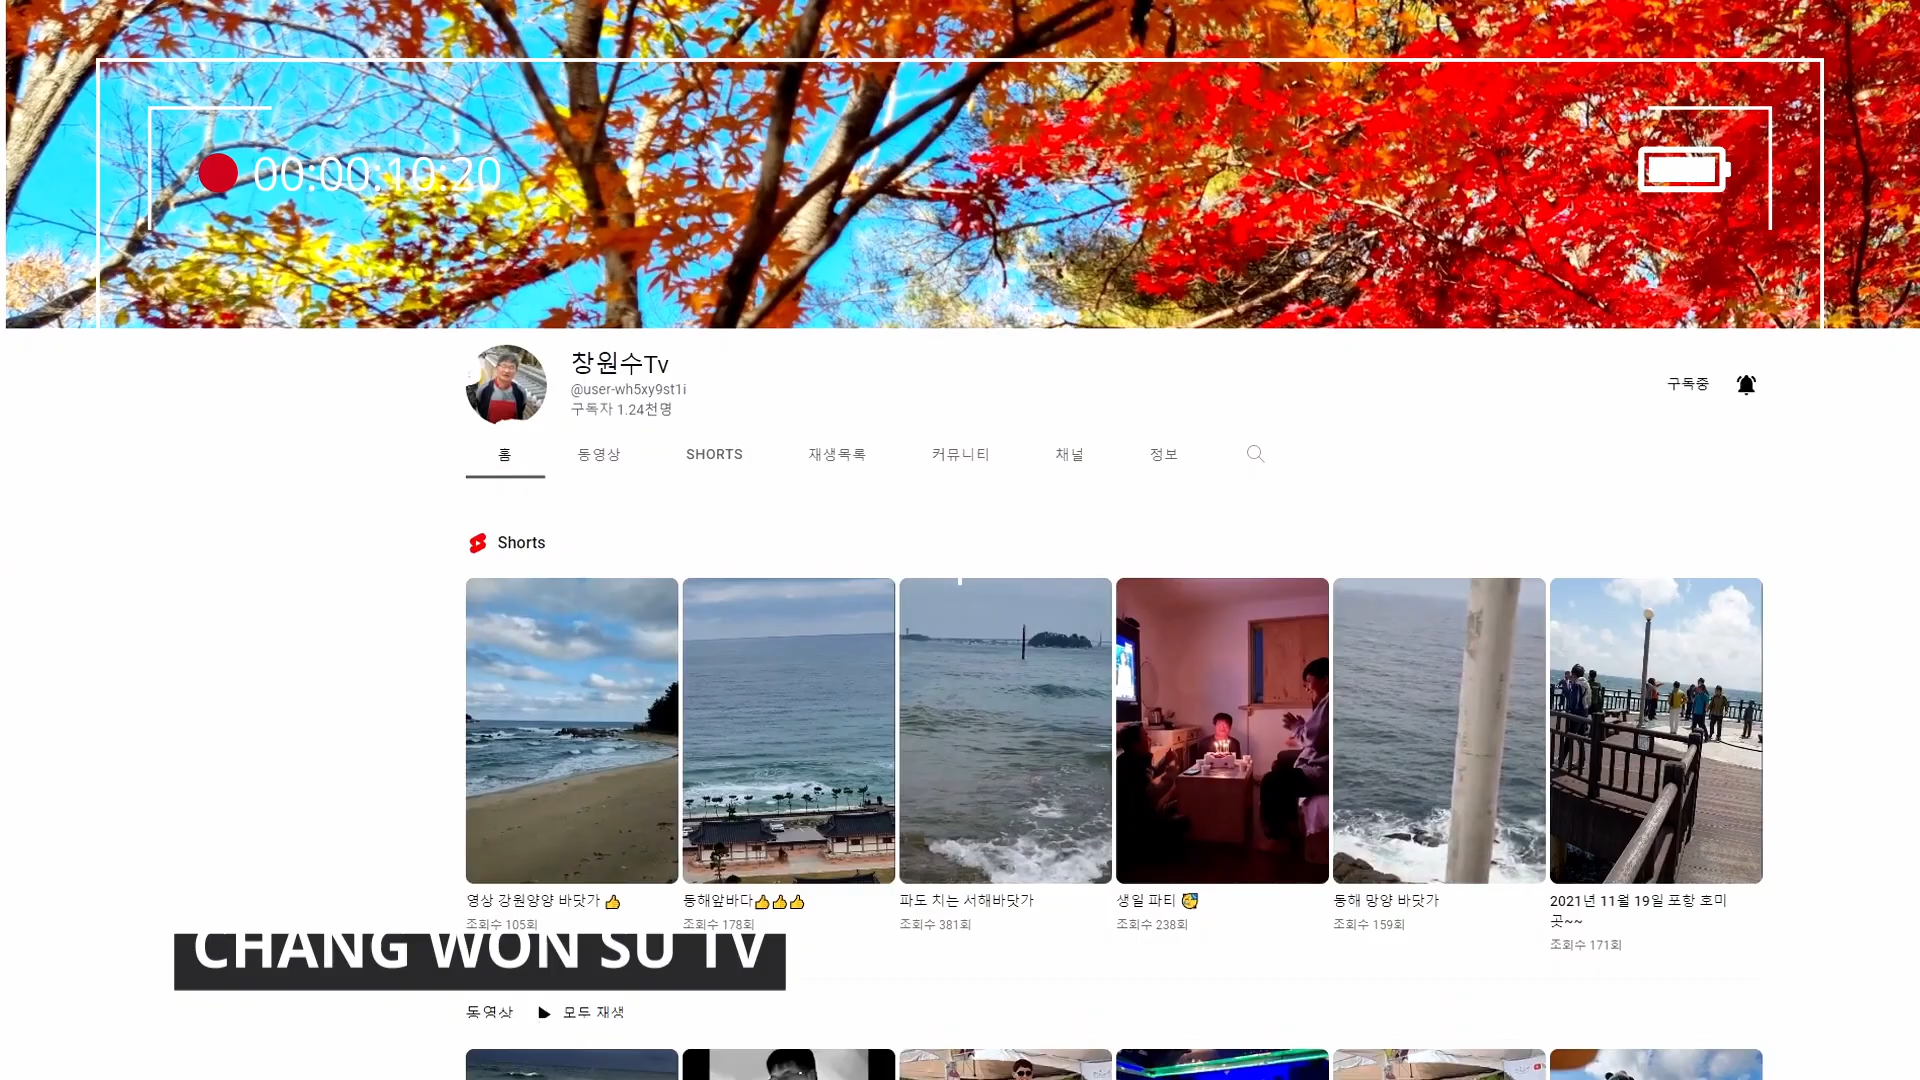 00:00:10:20
창원수Tv
@user-wh5xy9st1i
구독자 1.24천명
구독중
홈 동영상 SHORTS 재생목록 커뮤니티 채널 정보
Shorts
영상 강원양양 바닷가 👍
동해앞바다👍👍👍
파도 치는 서해바닷가
생일 파티 🥳
동해 망양 바닷가
2021년 11월 19일 포항 호미
곳~~
조회수 105회
조회수 178회
조회수 381회
조회수 238회
조회수 159회
조회수 171회
CHANG WON SU TV
동영상 모두 재생